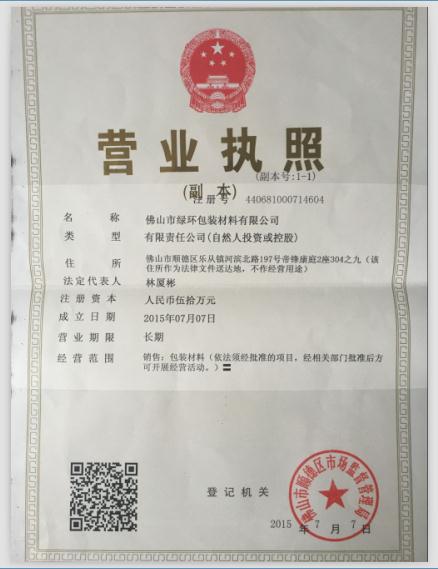 营业执照
(副 本)
(副本号:1-1)
注册号 440681000714604
名 称 佛山市绿环包装材料有限公司
类 型 有限责任公司(自然人投资或控股)
住 所 佛山市顺德区乐从镇河滨北路197号帝臻康庭2座304之九（该
住所作为法律文件送达地，不作经营用途）
法定代表人 林厦彬
注册资本 人民币伍拾万元
成立日期 2015年07月07日
营业期限 长期
经营范围 销售：包装材料（依法须经批准的项目，经相关部门批准后方
可开展经营活动。）〓
登记机关
佛山市顺德区市场监督管理局
2015 年 7 月 7 日